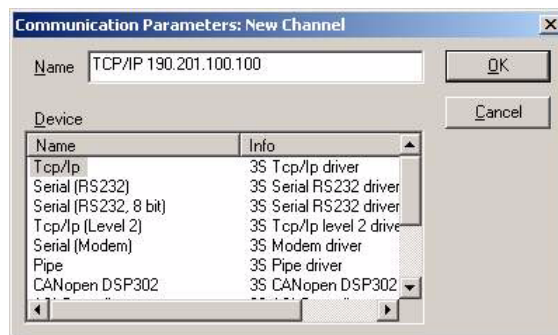 Communication Parameters: New Channel
Name TCP/IP 190.201.100.100 OK
Cancel
Device
Name Info
Tcp/Ip 3S Tcp/Ip driver
Serial (RS232) 3S Serial RS232 driver
Serial (RS232, 8 bit) 3S Serial RS232 driver
Tcp/Ip (Level 2) 3S Tcp/Ip level 2 drive
Serial (Modem) 3S Modem driver
Pipe 3S Pipe driver
CANopen DSP302 3S CANopen DSP302